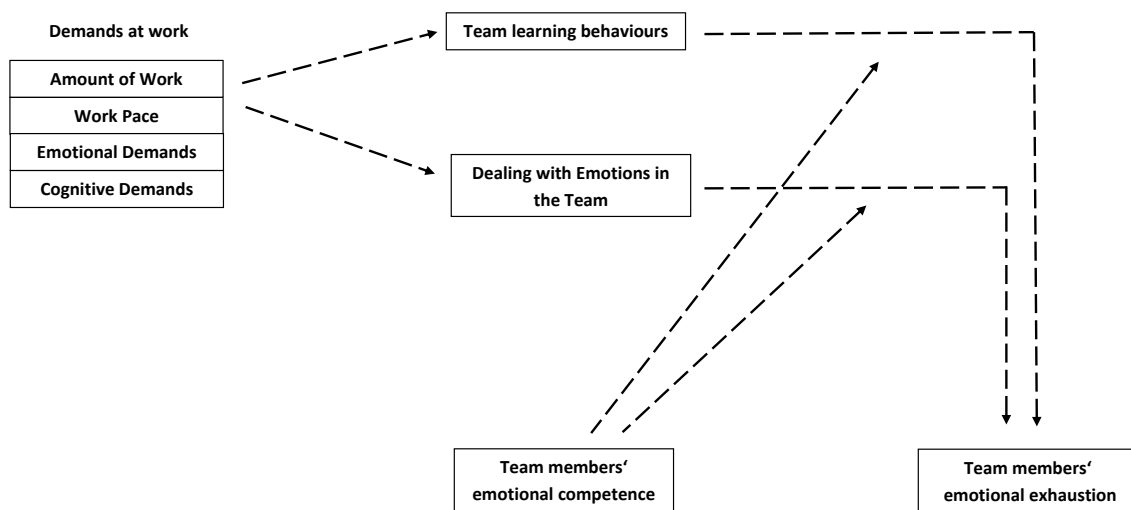 Demands at work
Team learning behaviours
Amount of Work
Work Pace
Emotional Demands
Cognitive Demands
Dealing with Emotions in
the Team
Team members‘
emotional competence
Team members‘
emotional exhaustion